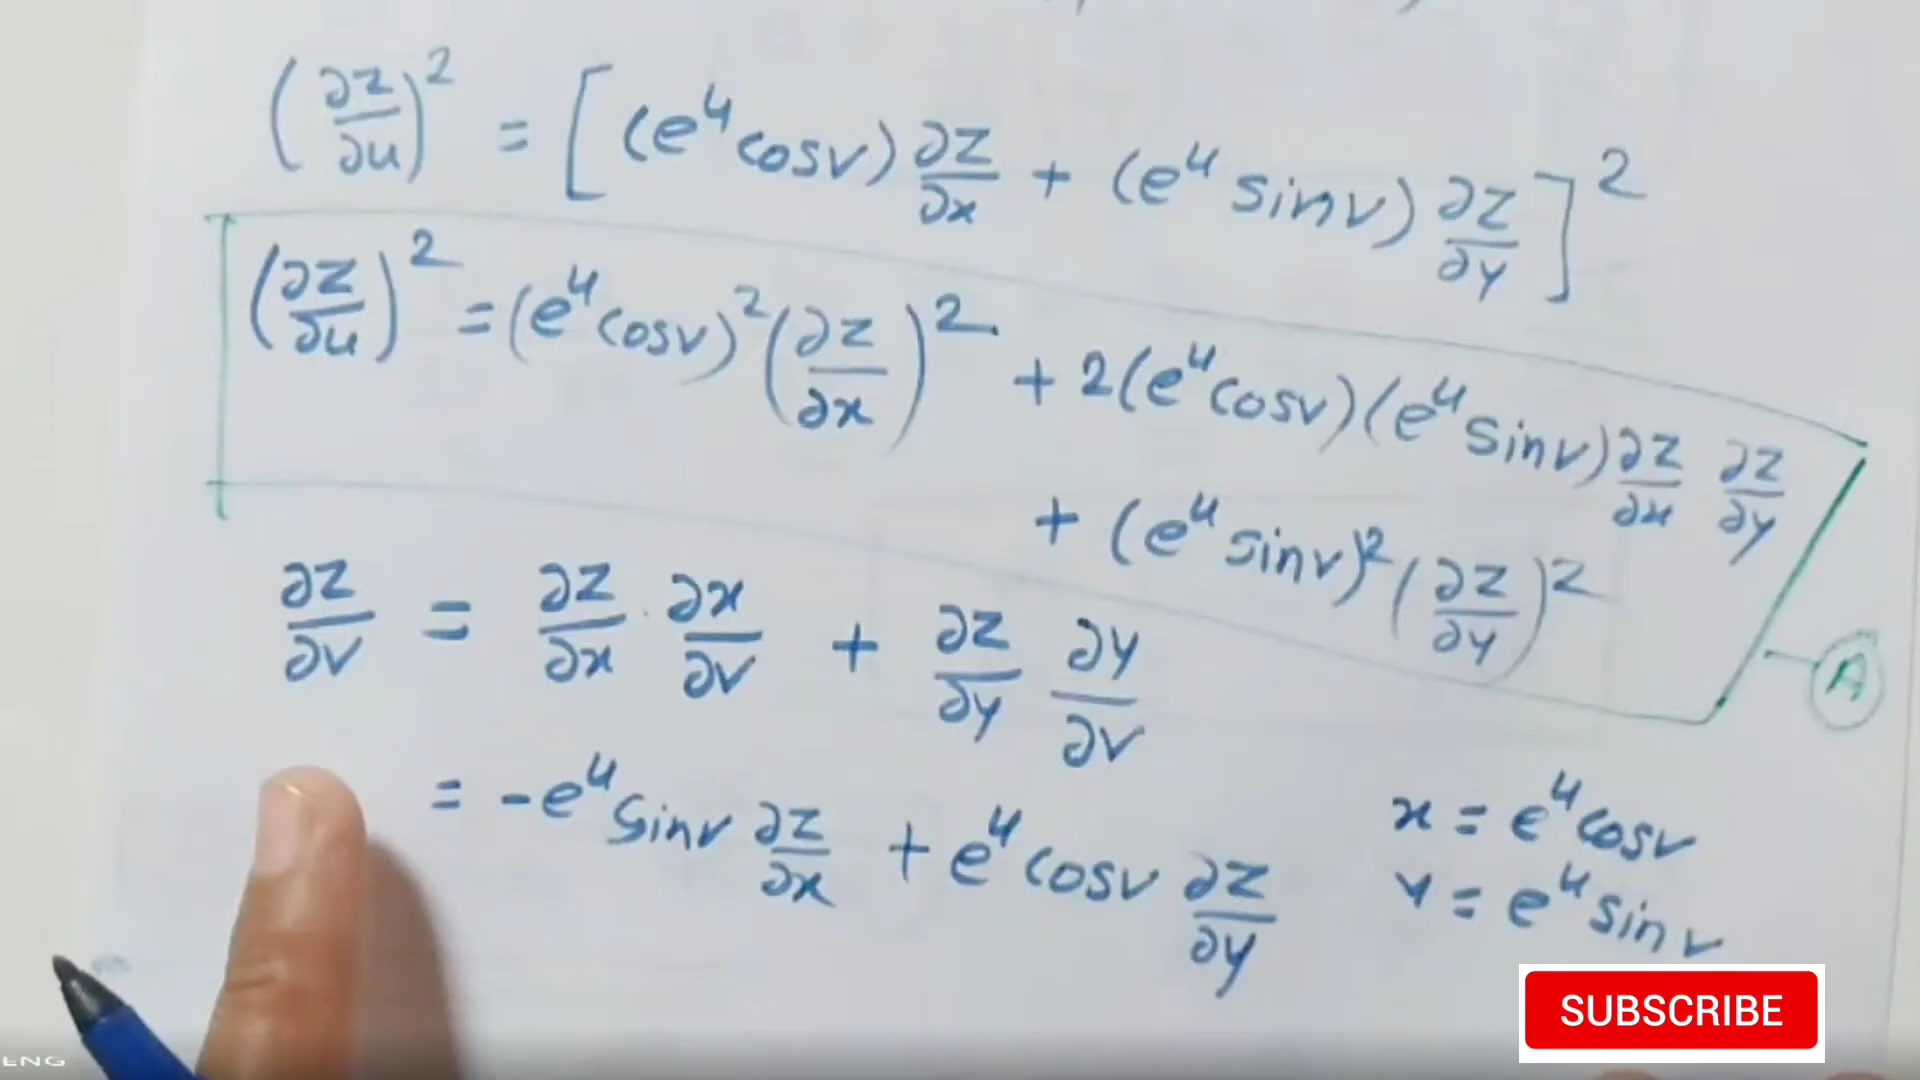 (∂z/∂u)² = [(e^u cosv) ∂z/∂x + (e^u sinv) ∂z/∂y]²
(∂z/∂u)² = (e^u cosv)² (∂z/∂x)² + 2(e^u cosv)(e^u sinv) ∂z/∂x ∂z/∂y
+ (e^u sinv)² (∂z/∂y)²
A
∂z/∂v = ∂z/∂x · ∂x/∂v + ∂z/∂y ∂y/∂v
= -e^u sinv ∂z/∂x + e^u cosv ∂z/∂y
x = e^u cosv
y = e^u sinv
SUBSCRIBE
ENG